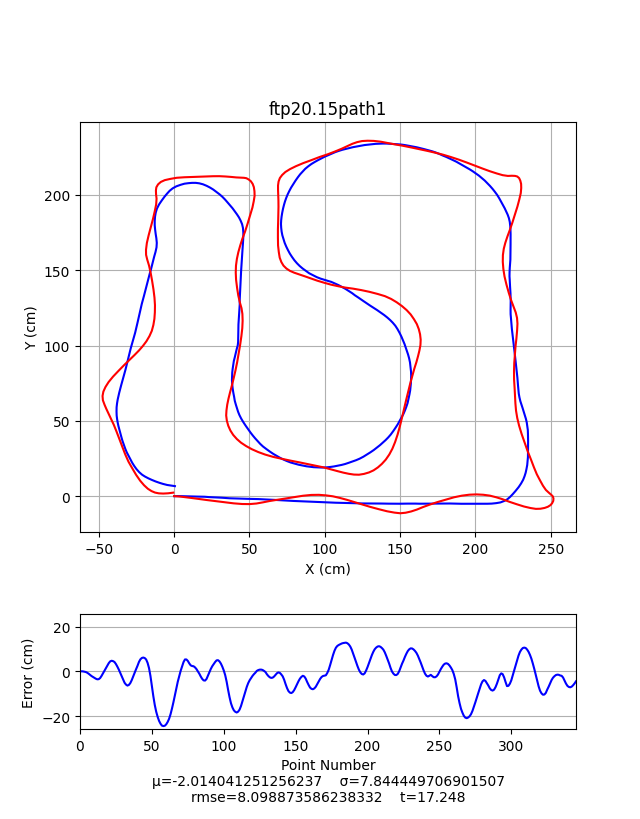 ftp20.15path1
200
150
100
50
0
Y (cm)
−50 0 50 100 150 200 250
X (cm)
20
0
−20
Error (cm)
0 50 100 150 200 250 300
Point Number
μ=-2.014041251256237 σ=7.844449706901507
rmse=8.098873586238332 t=17.248